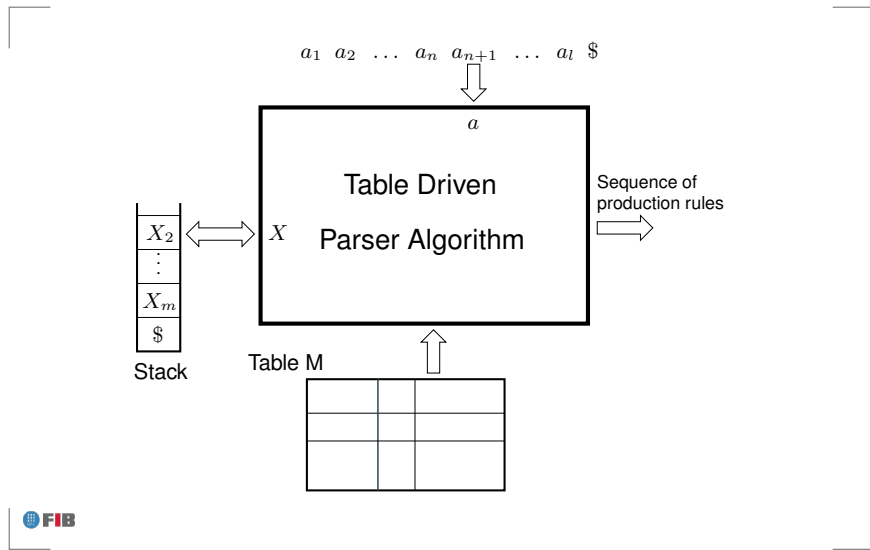 a₁ a₂ … aₙ aₙ₊₁ … aₗ $
a
Table Driven
Parser Algorithm
Sequence of
production rules
X₂
X
⋮
Xₘ
$
Stack
Table M
FIB